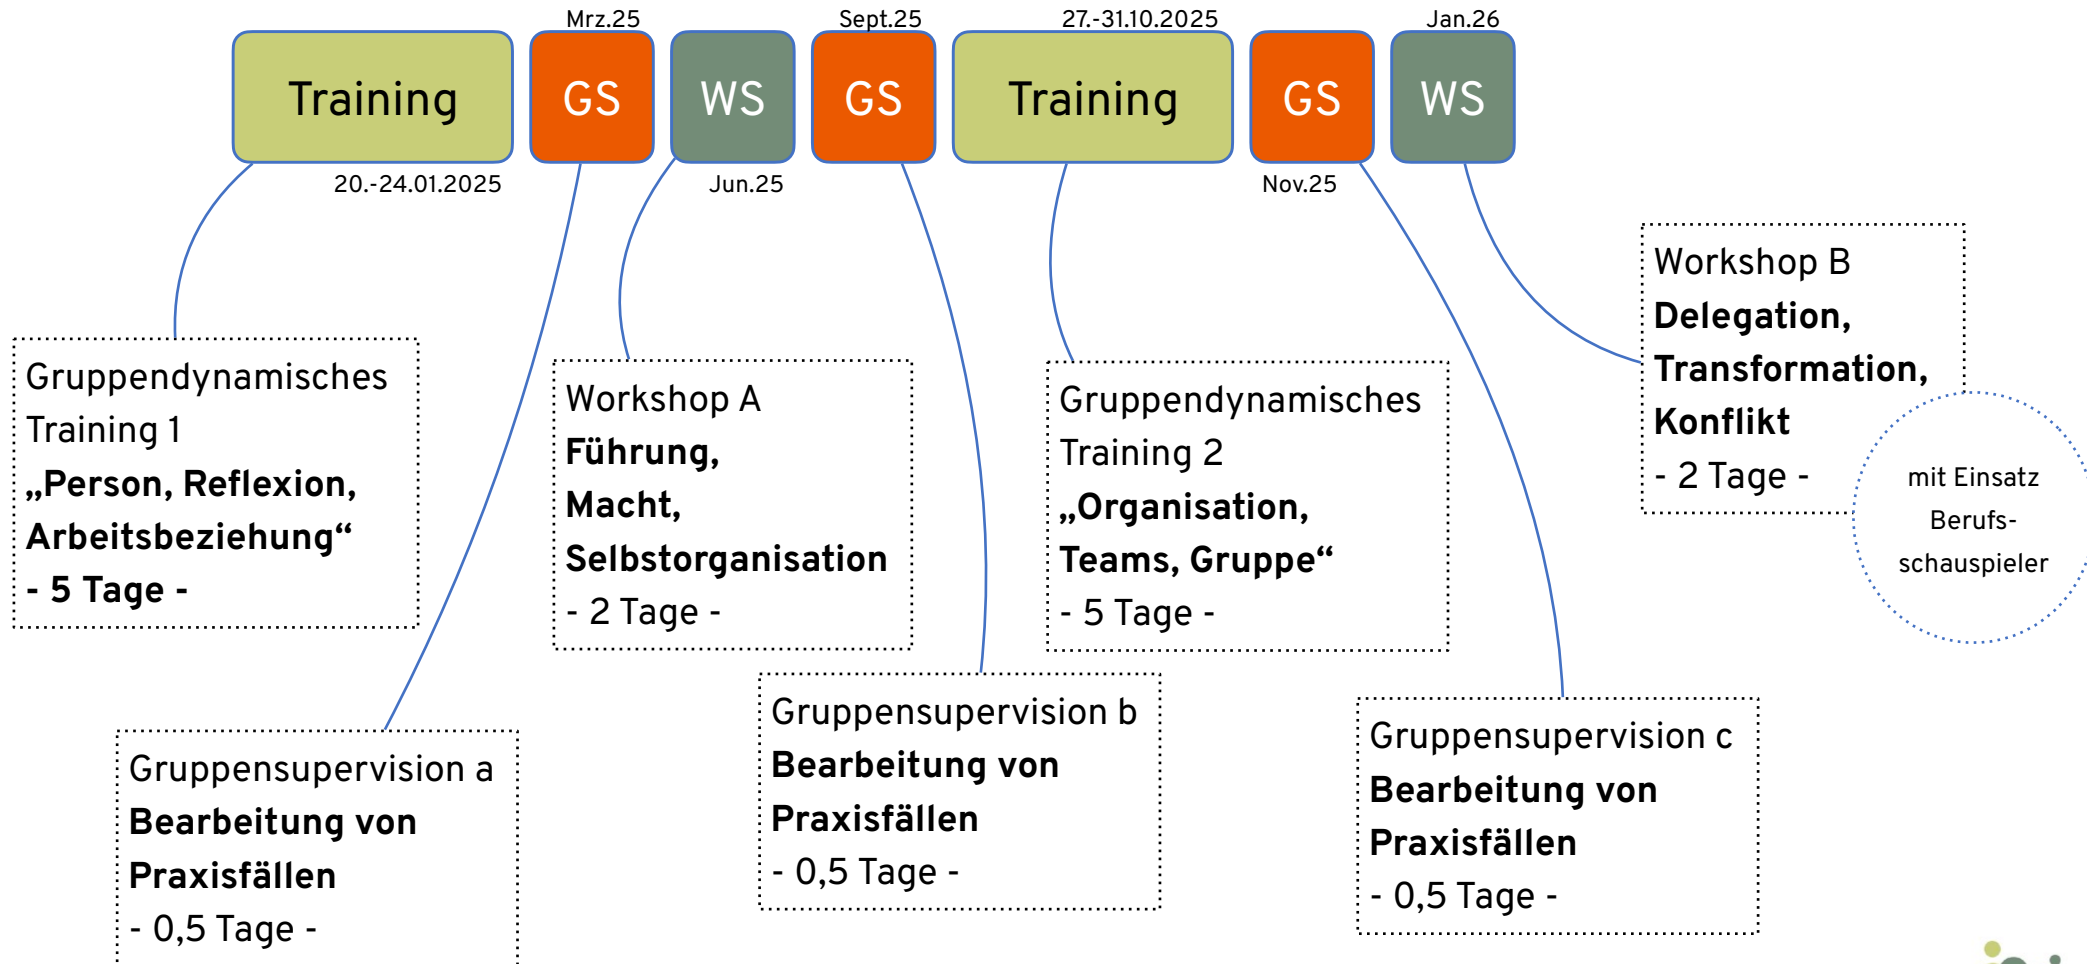 Mrz.25
Sept.25
27.-31.10.2025
Jan.26
Training
GS
WS
GS
Training
GS
WS
20.-24.01.2025
Jun.25
Nov.25
Gruppendynamisches
Training 1
„Person, Reflexion,
Arbeitsbeziehung“
- 5 Tage -
Gruppensupervision a
Bearbeitung von
Praxisfällen
- 0,5 Tage -
Workshop A
Führung,
Macht,
Selbstorganisation
- 2 Tage -
Gruppensupervision b
Bearbeitung von
Praxisfällen
- 0,5 Tage -
Gruppendynamisches
Training 2
„Organisation,
Teams, Gruppe“
- 5 Tage -
Gruppensupervision c
Bearbeitung von
Praxisfällen
- 0,5 Tage -
Workshop B
Delegation,
Transformation,
Konflikt
- 2 Tage -
mit Einsatz
Berufs-
schauspieler